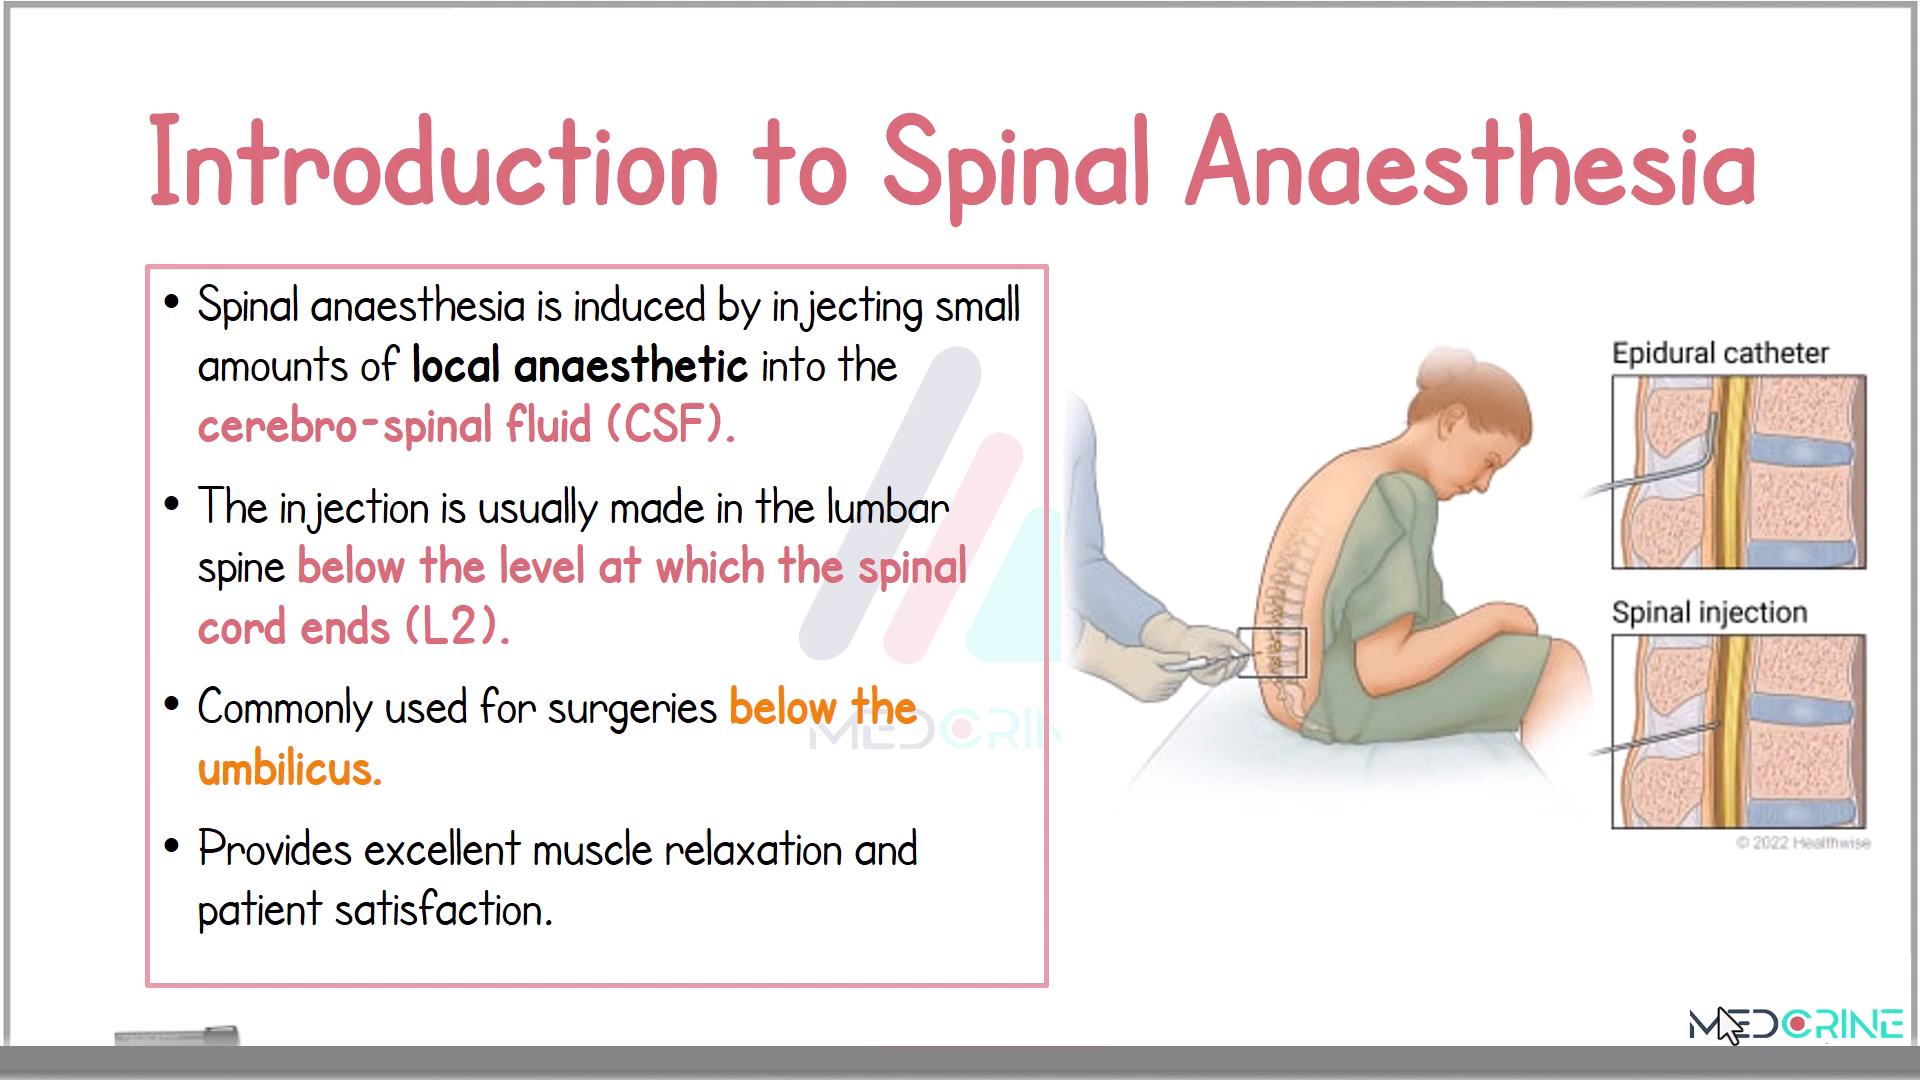 Introduction to Spinal Anaesthesia
• Spinal anaesthesia is induced by injecting small
amounts of local anaesthetic into the
cerebro-spinal fluid (CSF).
• The injection is usually made in the lumbar
spine below the level at which the spinal
cord ends (L2).
• Commonly used for surgeries below the
umbilicus.
• Provides excellent muscle relaxation and
patient satisfaction.
Epidural catheter
Spinal injection
© 2022 Healthwise
MEDCRIN
MEDCRINE